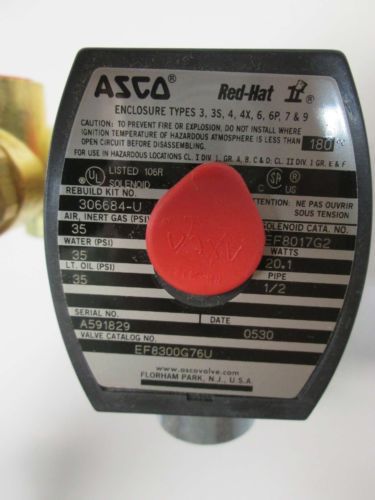 ASCO® Red-Hat II®
ENCLOSURE TYPES 3, 3S, 4, 4X, 6, 6P, 7 & 9
CAUTION: TO PREVENT FIRE OR EXPLOSION, DO NOT INSTALL WHERE
IGNITION TEMPERATURE OF HAZARDOUS ATMOSPHERE IS LESS THAN 180
OPEN CIRCUIT BEFORE DISASSEMBLING.
FOR USE IN HAZARDOUS LOCATIONS CL. I DIV 1, GR. A, B, C & D, CL. II DIV 1 GR. E & F
UL LISTED 106R
SOLENOID
C US
REBUILD KIT NO. ATTENTION: NE PAS OUVRIR
306684-U SOUS TENSION
AIR, INERT GAS (PSI) SOLENOID CATA. NO.
35 EF8017G2
WATER (PSI) WATTS
35 20.1
LT. OIL (PSI) PIPE
35 1/2
SERIAL NO. DATE
A591829 0530
VALVE CATALOG NO.
EF8300G76U
www.ascovalve.com
FLORHAM PARK, N.J., U.S.A.